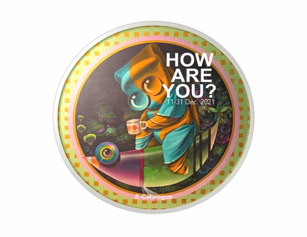 HOW
ARE
YOU?
11-31 Dec. 2021
E-Catalogue